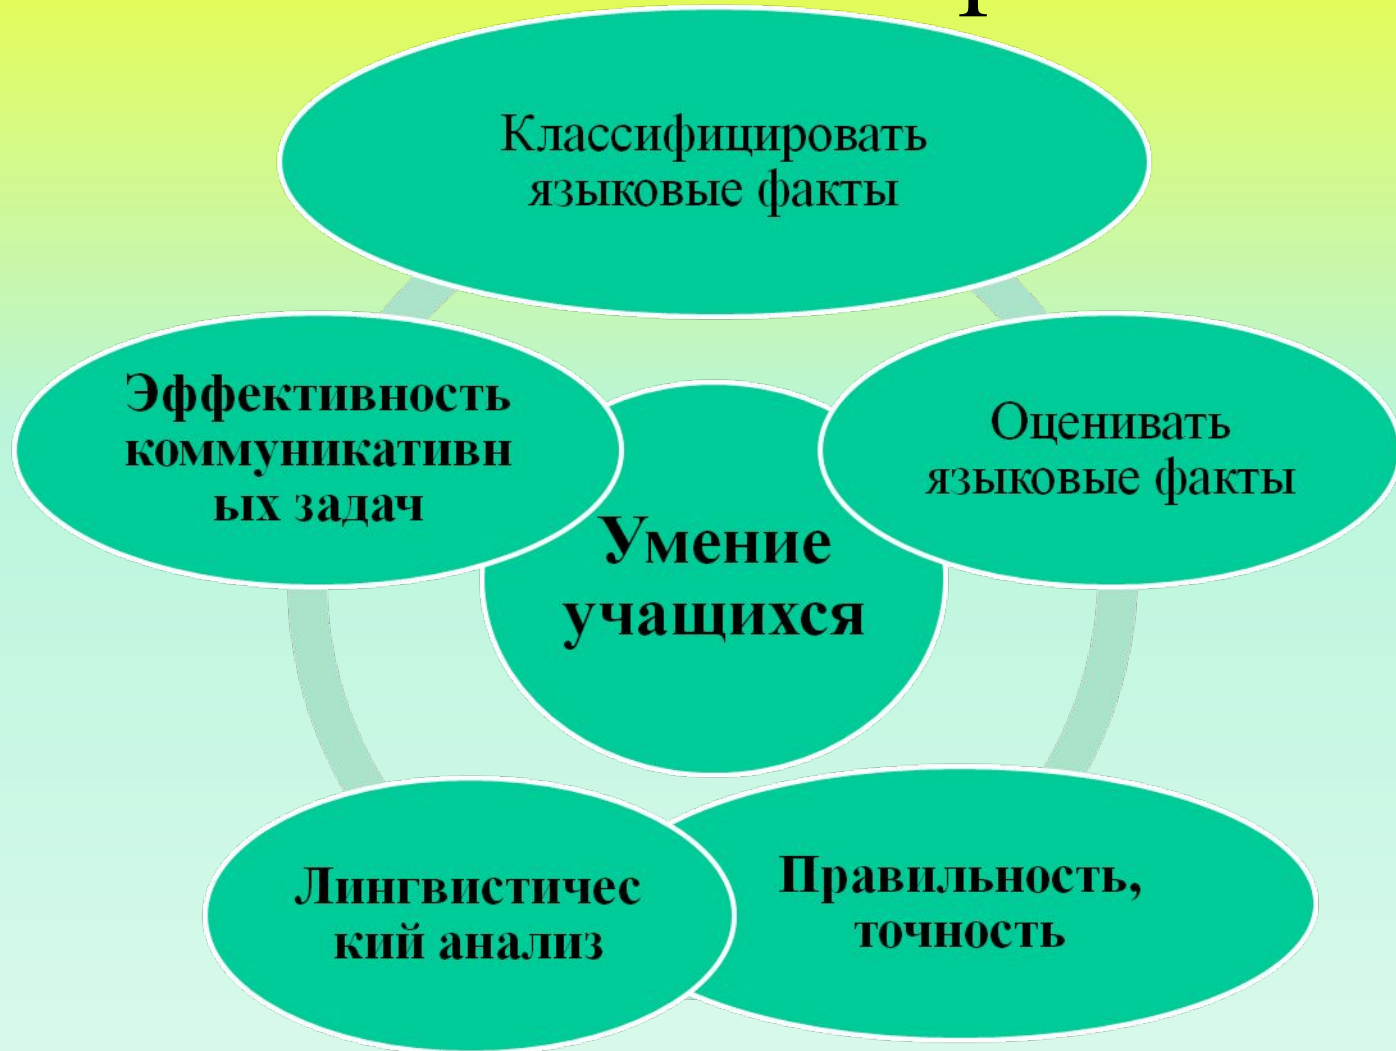 Классифицировать
языковые факты
Эффективность
коммуникативн
ых задач
Оценивать
языковые факты
Умение
учащихся
Лингвистичес
кий анализ
Правильность,
точность